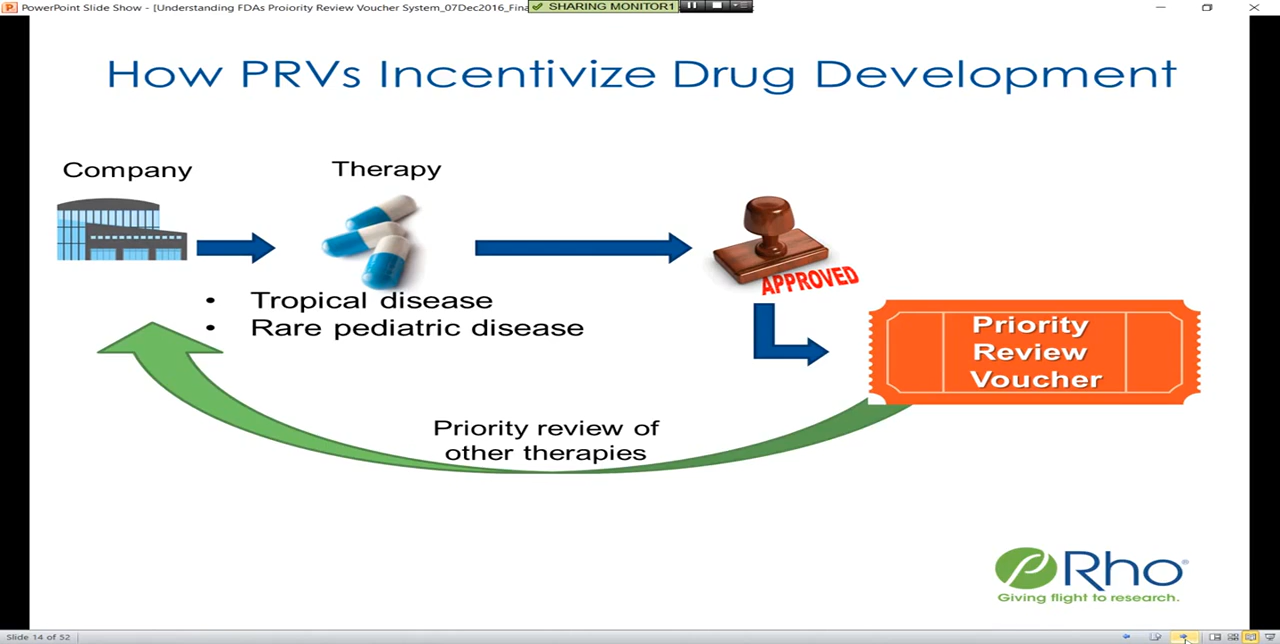 PowerPoint Slide Show - [Understanding FDAs Proiority Review Voucher System_07Dec2016_Fina
SHARING MONITOR1
How PRVs Incentivize Drug Development
Company
Therapy
APPROVED
• Tropical disease
• Rare pediatric disease
Priority
Review
Voucher
Priority review of
other therapies
Rho®
Giving flight to research.
Slide 14 of 52